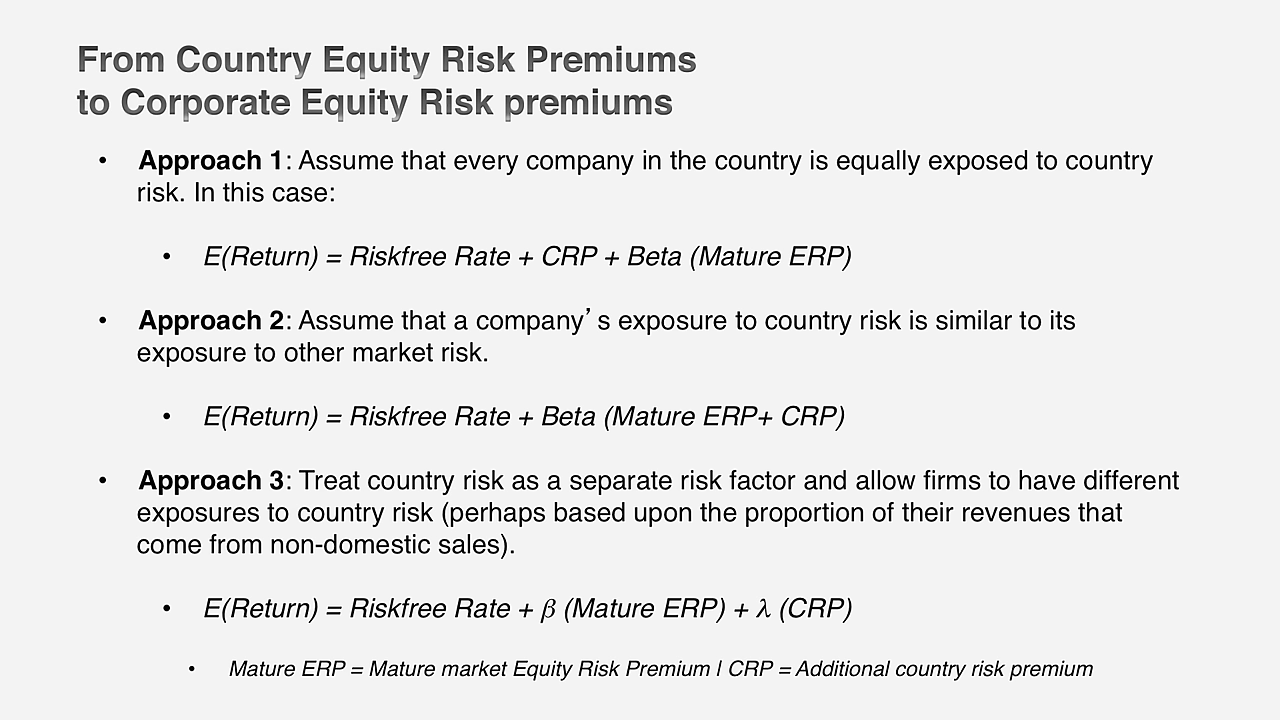 From Country Equity Risk Premiums
to Corporate Equity Risk premiums
• Approach 1: Assume that every company in the country is equally exposed to country
risk. In this case:
• E(Return) = Riskfree Rate + CRP + Beta (Mature ERP)
• Approach 2: Assume that a company’s exposure to country risk is similar to its
exposure to other market risk.
• E(Return) = Riskfree Rate + Beta (Mature ERP+ CRP)
• Approach 3: Treat country risk as a separate risk factor and allow firms to have different
exposures to country risk (perhaps based upon the proportion of their revenues that
come from non-domestic sales).
• E(Return) = Riskfree Rate + β (Mature ERP) + λ (CRP)
• Mature ERP = Mature market Equity Risk Premium | CRP = Additional country risk premium